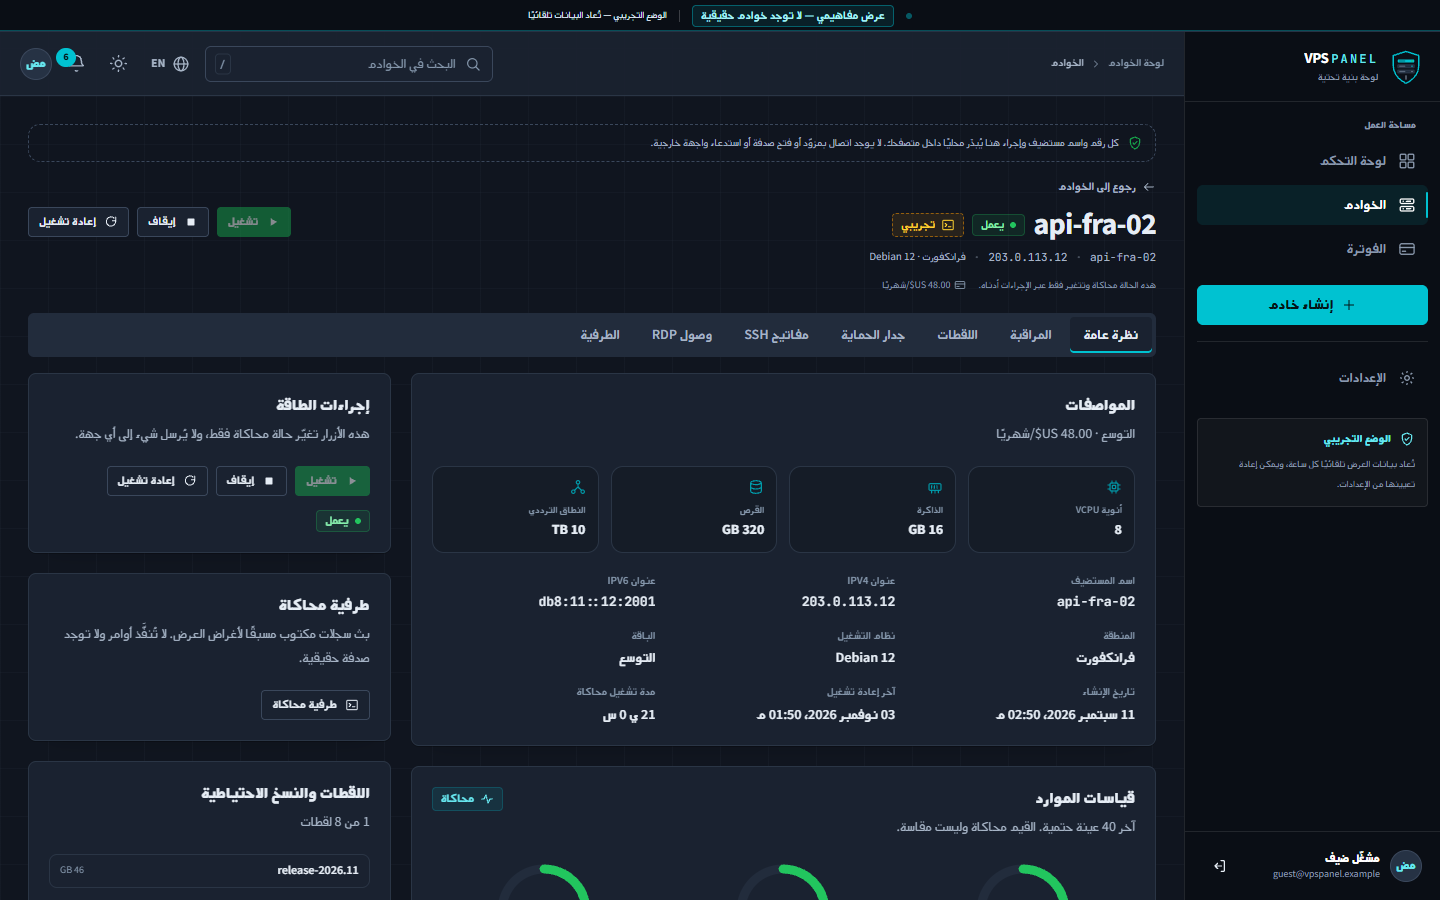 عرض مفاهيمي — لا توجد خوادم حقيقية
الوضع التجريبي — تُعاد البيانات تلقائيًا
VPS PANEL
لوحة بنية تحتية
لوحة الخوادم
الخوادم
البحث في الخوادم
/
EN
6
مض
مساحة العمل
لوحة التحكم
الخوادم
الفوترة
إنشاء خادم
الإعدادات
الوضع التجريبي
تُعاد بيانات العرض تلقائيًا كل ساعة، ويمكن إعادة
تعيينها من الإعدادات.
مض
مشغّل ضيف
guest@vpspanel.example
كل رقم واسم مستضيف وإجراء هنا يُبذَر محليًا داخل متصفحك. لا يوجد اتصال بمزوّد أو فتح صدفة أو استدعاء واجهة خارجية.
رجوع إلى الخوادم
api-fra-02
يعمل
تجريبي
تشغيل
إيقاف
إعادة تشغيل
api-fra-02 · 203.0.113.12 · فرانكفورت · Debian 12
هذه الحالة محاكاة وتتغير فقط عبر الإجراءات أدناه.
US 48.00$/شهريًا
نظرة عامة
المراقبة
اللقطات
جدار الحماية
مفاتيح SSH
وصول RDP
الطرفية
المواصفات
التوسع · US 48.00$/شهريًا
أنوية VCPU
8
الذاكرة
16 GB
القرص
320 GB
النطاق الترددي
10 TB
اسم المستضيف
api-fra-02
عنوان IPV4
203.0.113.12
عنوان IPV6
db8:11::12:2001
المنطقة
فرانكفورت
نظام التشغيل
Debian 12
الباقة
التوسع
تاريخ الإنشاء
11 سبتمبر 2026، 02:50 م
آخر إعادة تشغيل
03 نوفمبر 2026، 01:50 م
مدة تشغيل محاكاة
21 ي 0 س
قياسات الموارد
محاكاة
آخر 40 عينة حتمية. القيم محاكاة وليست مقاسة.
إجراءات الطاقة
هذه الأزرار تغيّر حالة محاكاة فقط، ولا يُرسل شيء إلى أي جهة.
تشغيل
إيقاف
إعادة تشغيل
يعمل
طرفية محاكاة
بث سجلات مكتوب مسبقًا لأغراض العرض. لا تُنفَّذ أوامر ولا توجد
صدفة حقيقية.
طرفية محاكاة
اللقطات والنسخ الاحتياطية
1 من 8 لقطات
release-2026.11
46 GB